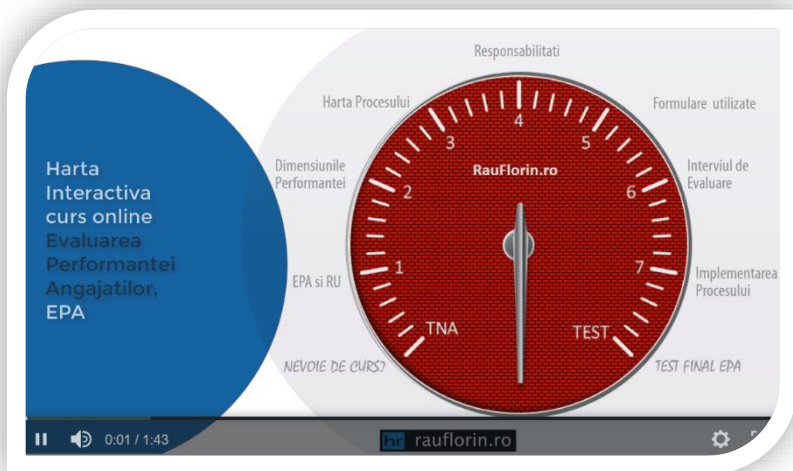 Harta
Interactiva
curs online
Evaluarea
Performantei
Angajatilor,
EPA
Responsabilitati
Harta Procesului
Formulare utilizate
Dimensiunile
Performantei
Interviul de
Evaluare
EPA si RU
Implementarea
Procesului
NEVOIE DE CURS?
TEST FINAL EPA
RauFlorin.ro
TNA
1
2
3
4
5
6
7
TEST
0:01 / 1:43
hr rauflorin.ro